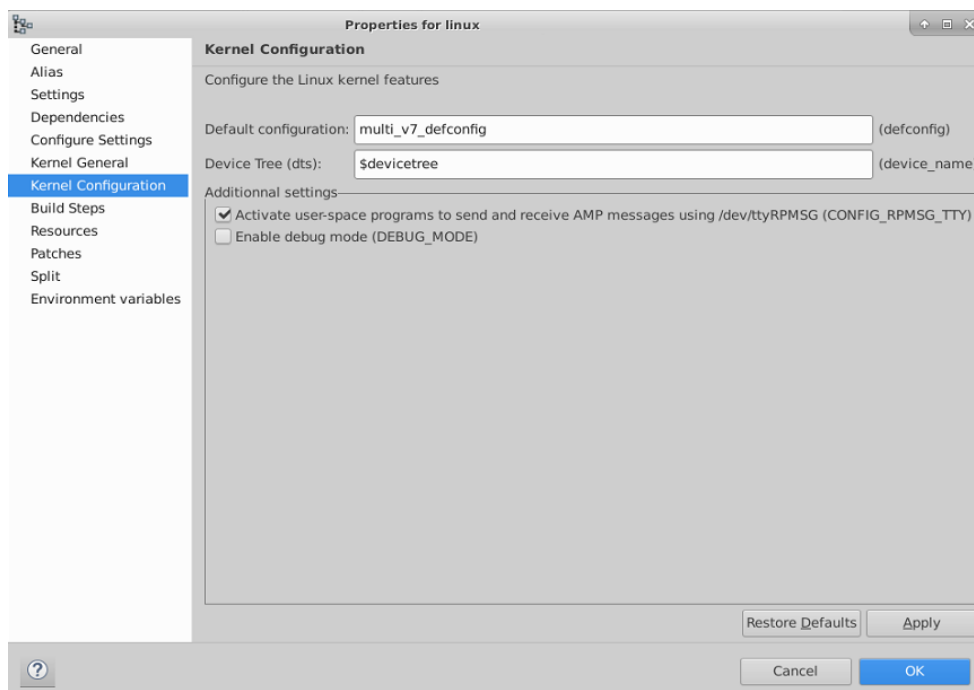 Properties for linux
General
Alias
Settings
Dependencies
Configure Settings
Kernel General
Kernel Configuration
Build Steps
Resources
Patches
Split
Environment variables
Kernel Configuration
Configure the Linux kernel features
Default configuration: multi_v7_defconfig (defconfig)
Device Tree (dts): $devicetree (device_name
Additionnal settings
Activate user-space programs to send and receive AMP messages using /dev/ttyRPMSG (CONFIG_RPMSG_TTY)
Enable debug mode (DEBUG_MODE)
Restore Defaults Apply
? Cancel OK